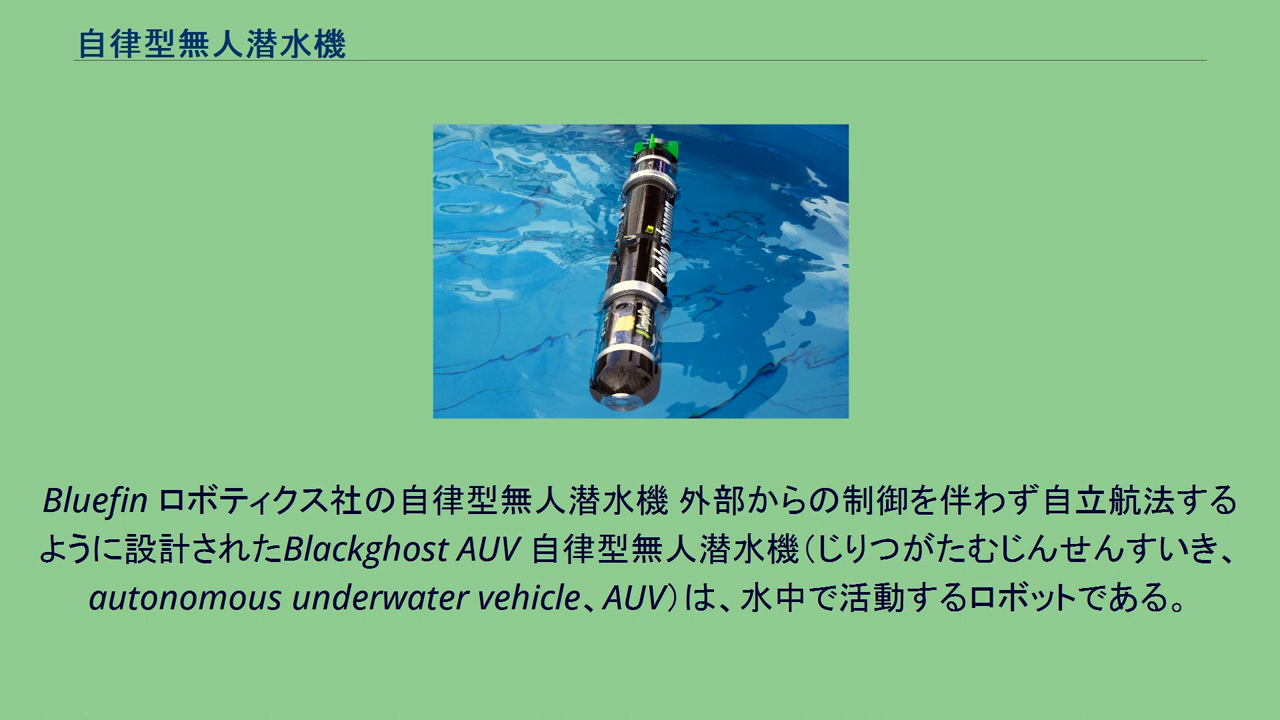 自律型無人潜水機
Bluefin ロボティクス社の自律型無人潜水機 外部からの制御を伴わず自立航法する
ように設計されたBlackghost AUV 自律型無人潜水機（じりつがたむじんせんすいき、
autonomous underwater vehicle、AUV）は、水中で活動するロボットである。